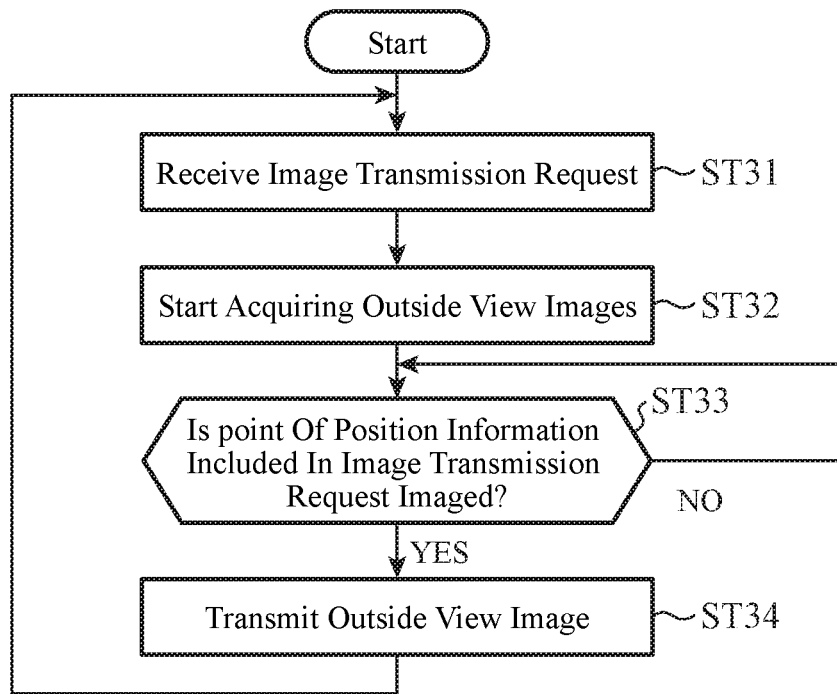 Start
Receive Image Transmission Request
ST31
Start Acquiring Outside View Images
ST32
ST33
Is point Of Position Information
Included In Image Transmission
Request Imaged?
NO
YES
Transmit Outside View Image
ST34